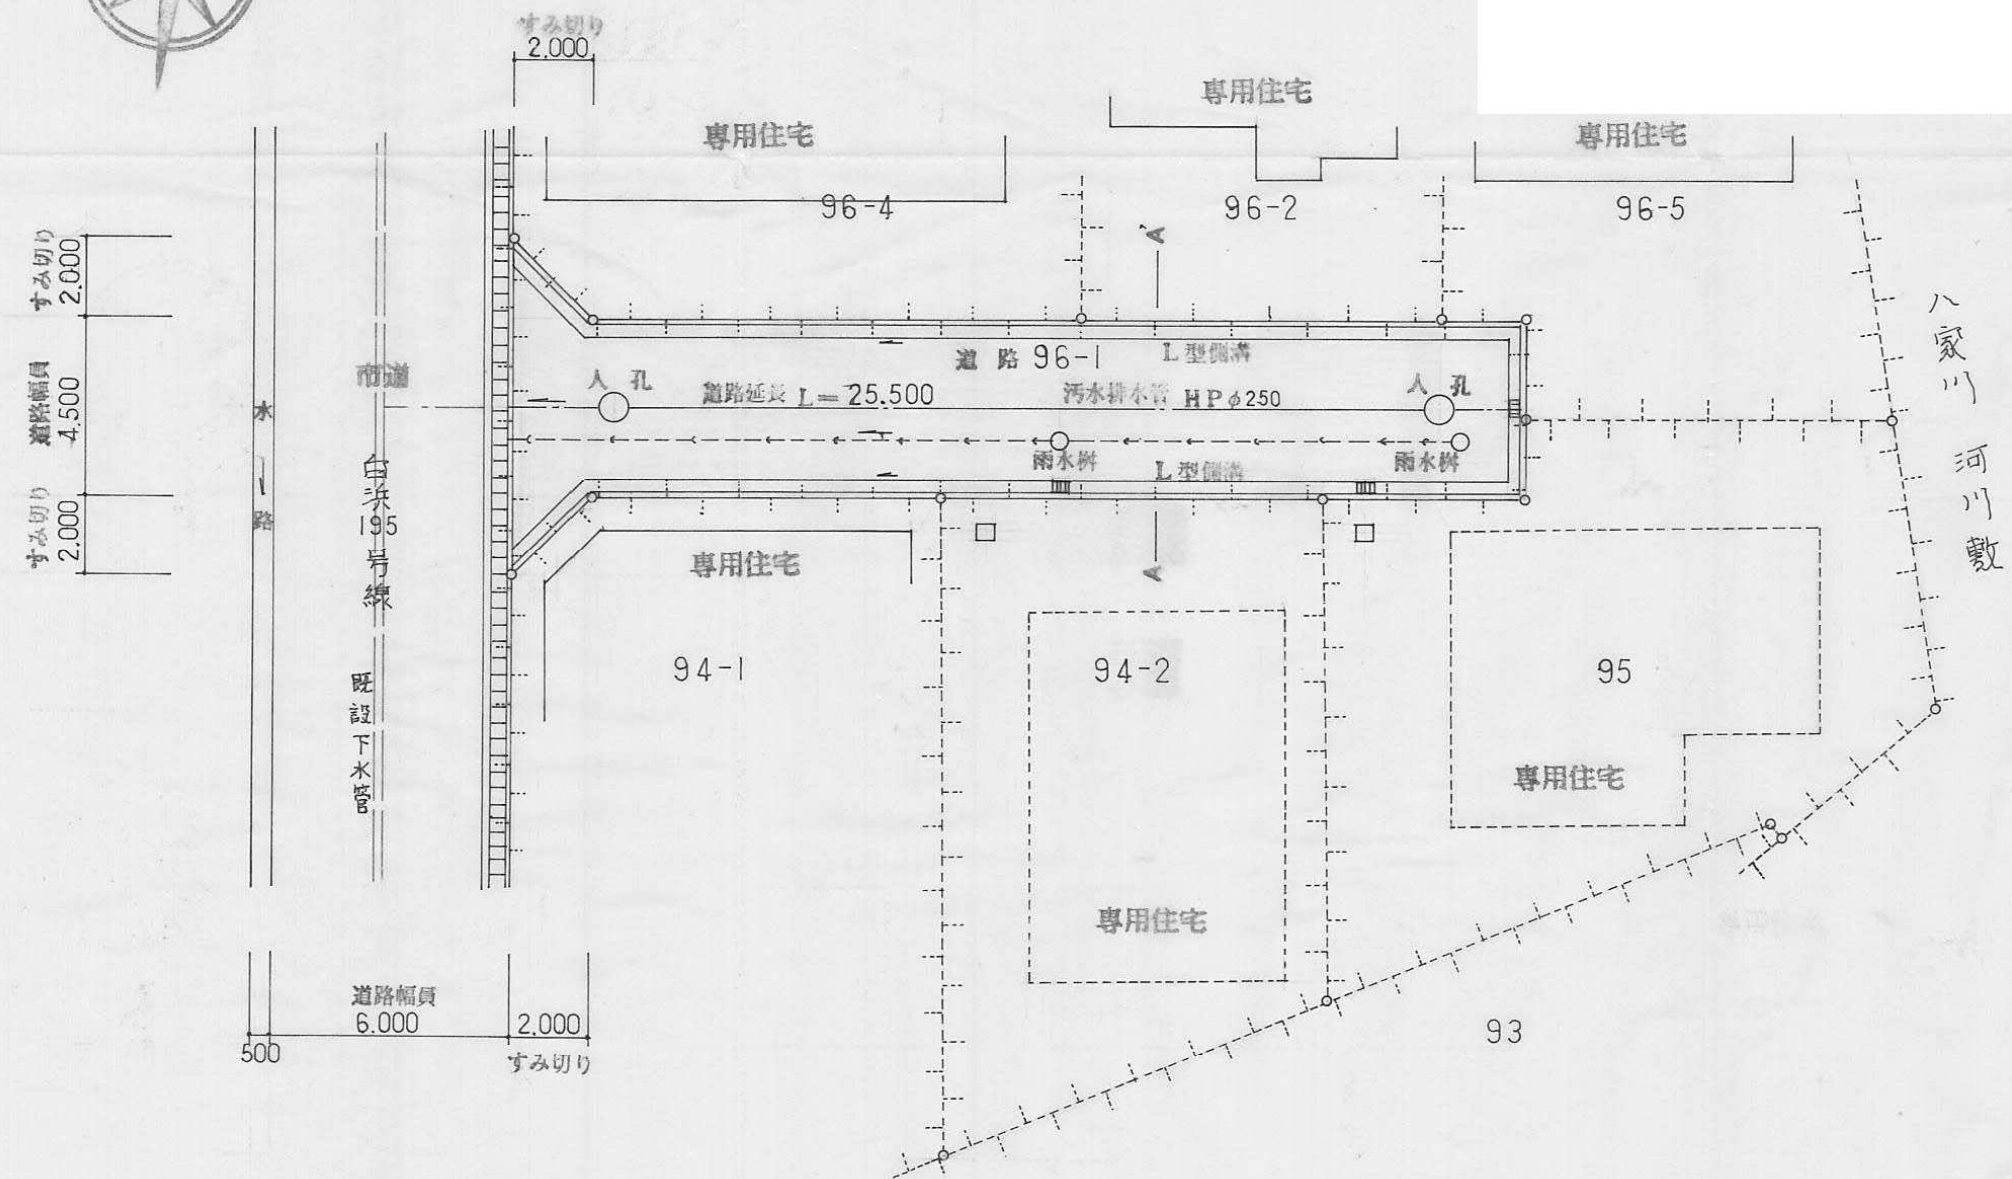 すみ切り
2.000
専用住宅
専用住宅
専用住宅
96-4
96-2
96-5
すみ切り
2.000
道路幅員
4.500
すみ切り
2.000
市道
水路
台浜195号線
既設下水管
A'
道路 96-1
L型側溝
人孔
道路延長 L=25.500
汚水排水管 HPφ250
人孔
雨水桝
雨水桝
L型側溝
A
八家川 河川敷
専用住宅
94-1
94-2
専用住宅
95
専用住宅
93
道路幅員
6.000
2.000
500
すみ切り